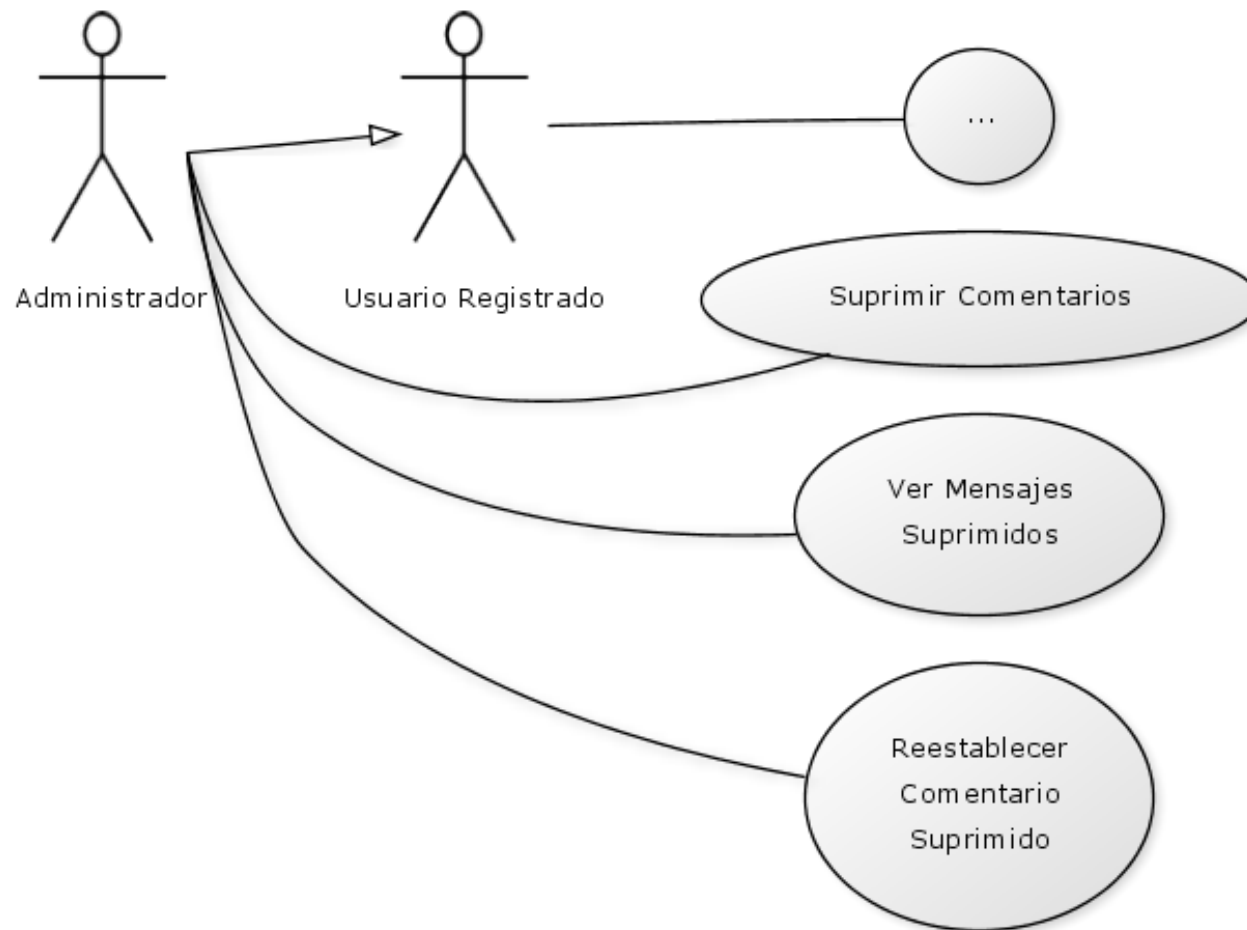 ...
Administrador
Usuario Registrado
Suprimir Comentarios
Ver Mensajes
Suprimidos
Reestablecer
Comentario
Suprimido